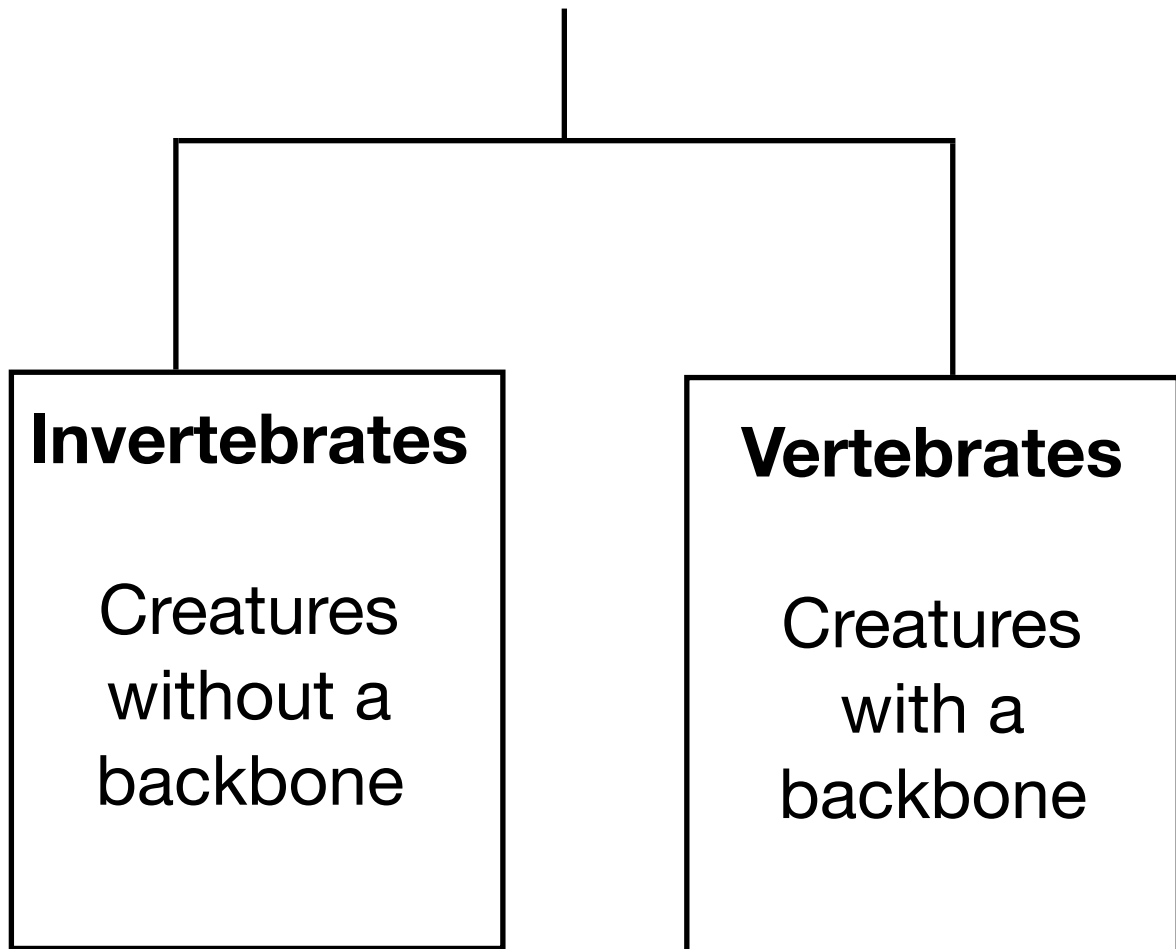 Invertebrates
Creatures
without a
backbone
Vertebrates
Creatures
with a
backbone